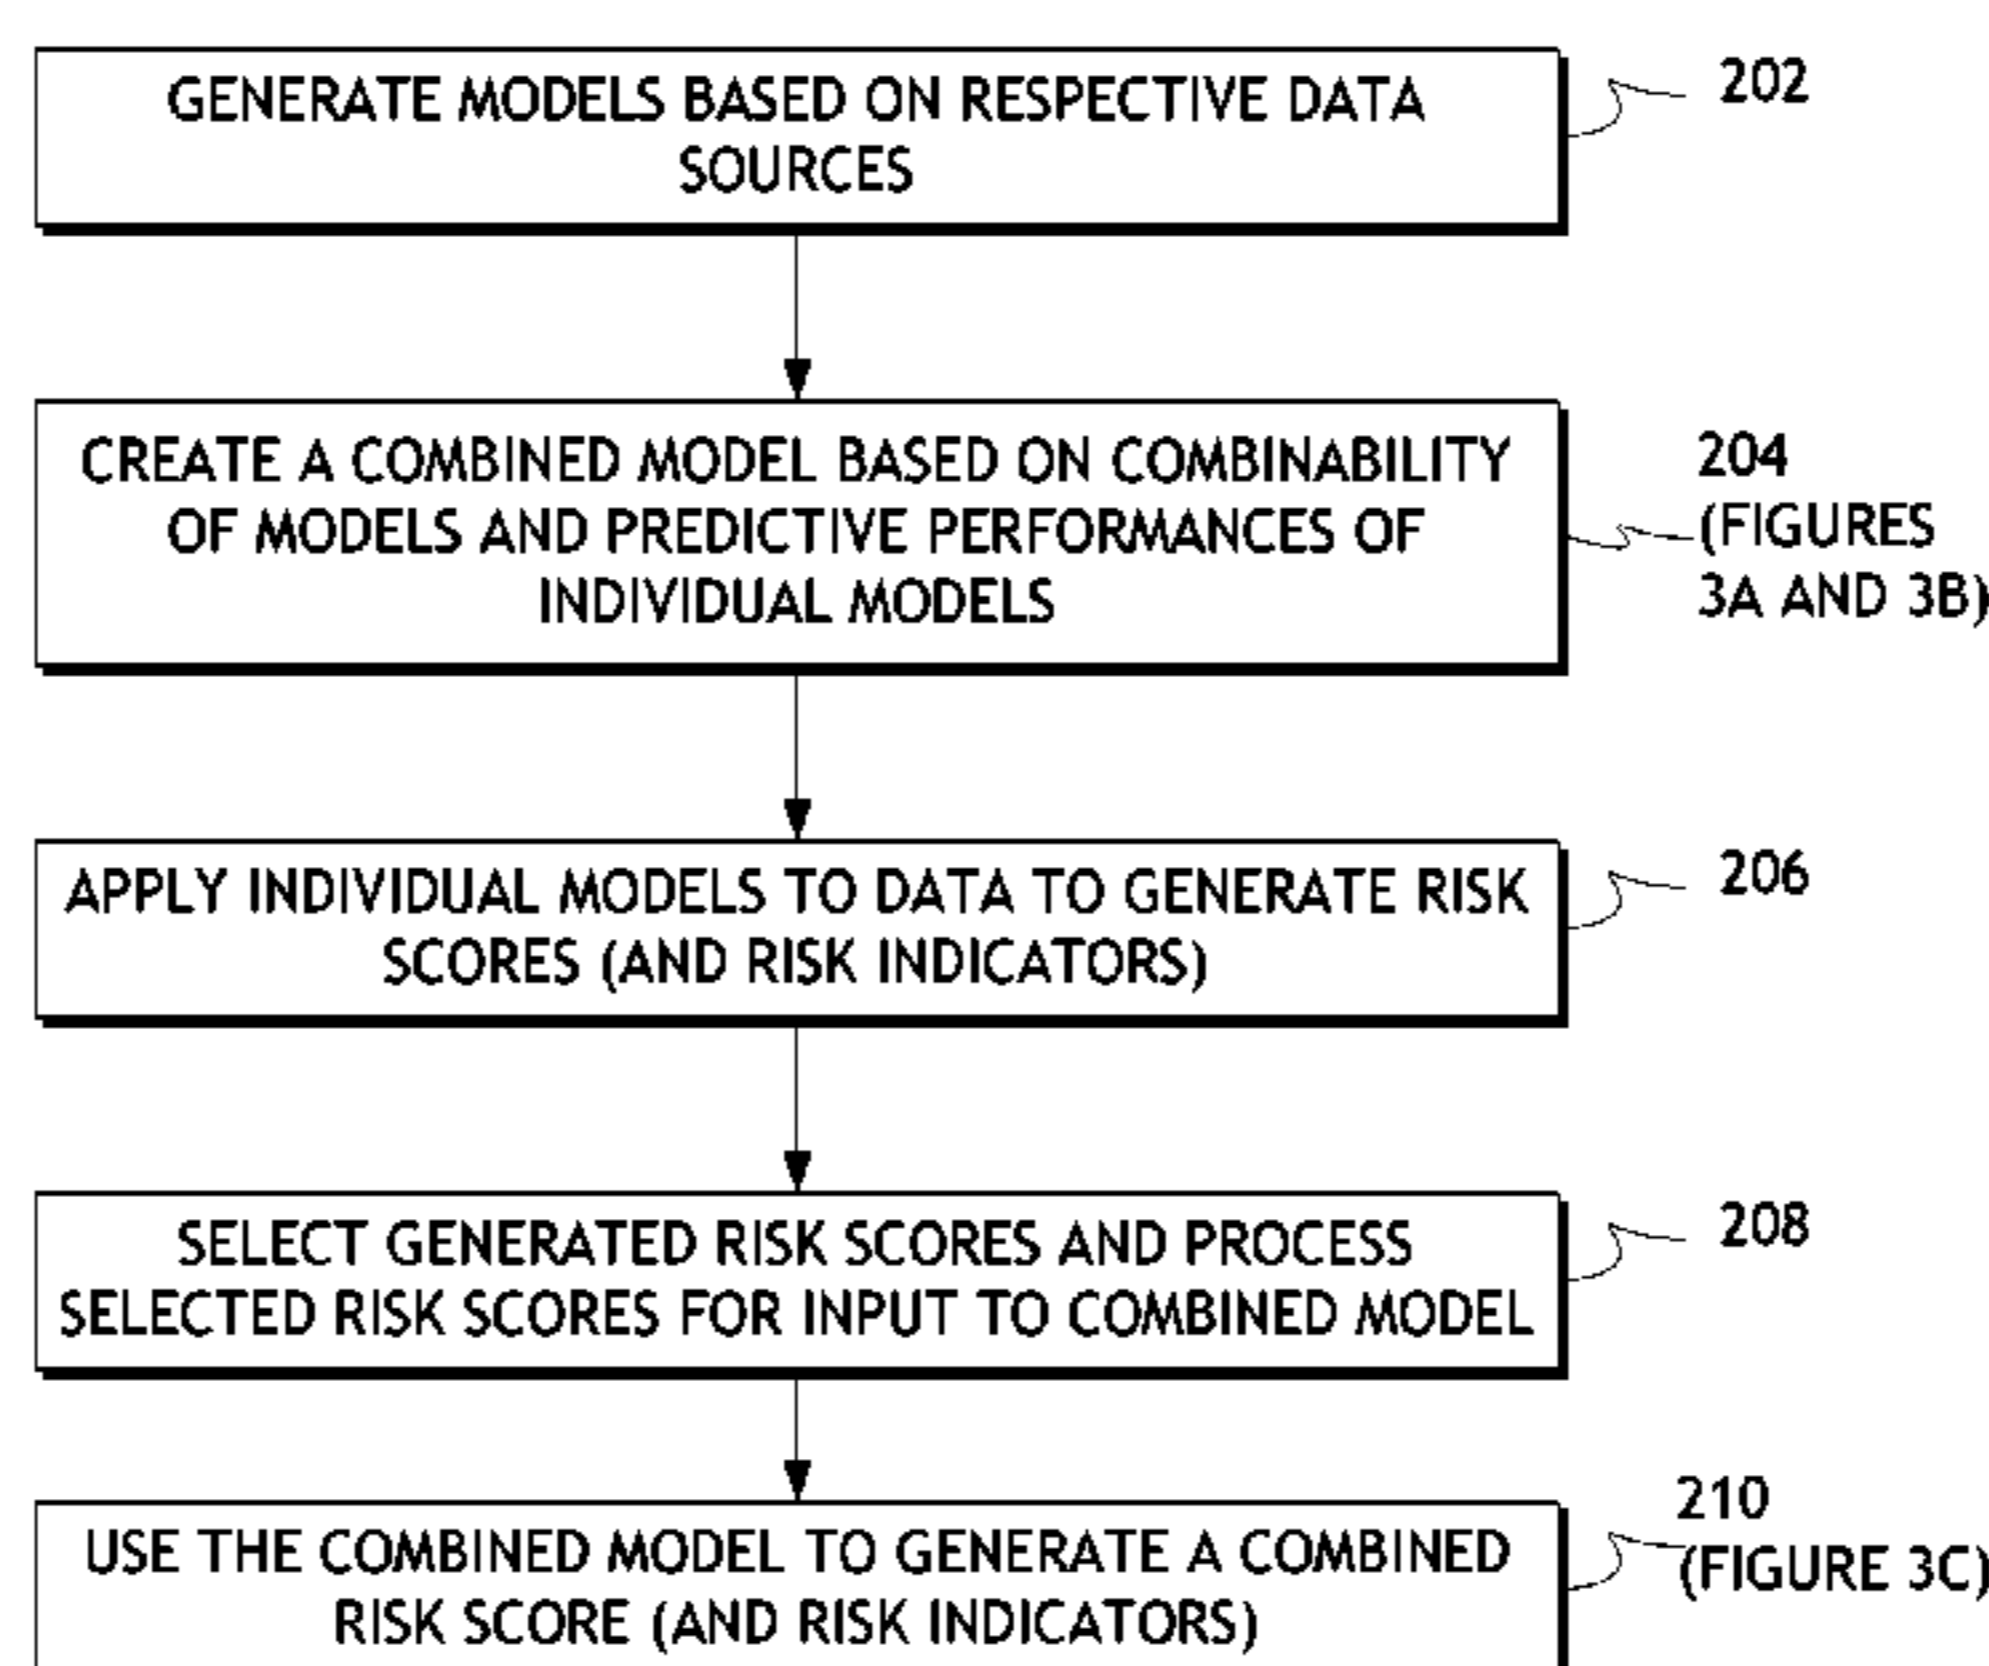 GENERATE MODELS BASED ON RESPECTIVE DATA
SOURCES
202
CREATE A COMBINED MODEL BASED ON COMBINABILITY
OF MODELS AND PREDICTIVE PERFORMANCES OF
INDIVIDUAL MODELS
204
(FIGURES
3A AND 3B)
APPLY INDIVIDUAL MODELS TO DATA TO GENERATE RISK
SCORES (AND RISK INDICATORS)
206
SELECT GENERATED RISK SCORES AND PROCESS
SELECTED RISK SCORES FOR INPUT TO COMBINED MODEL
208
USE THE COMBINED MODEL TO GENERATE A COMBINED
RISK SCORE (AND RISK INDICATORS)
210
(FIGURE 3C)